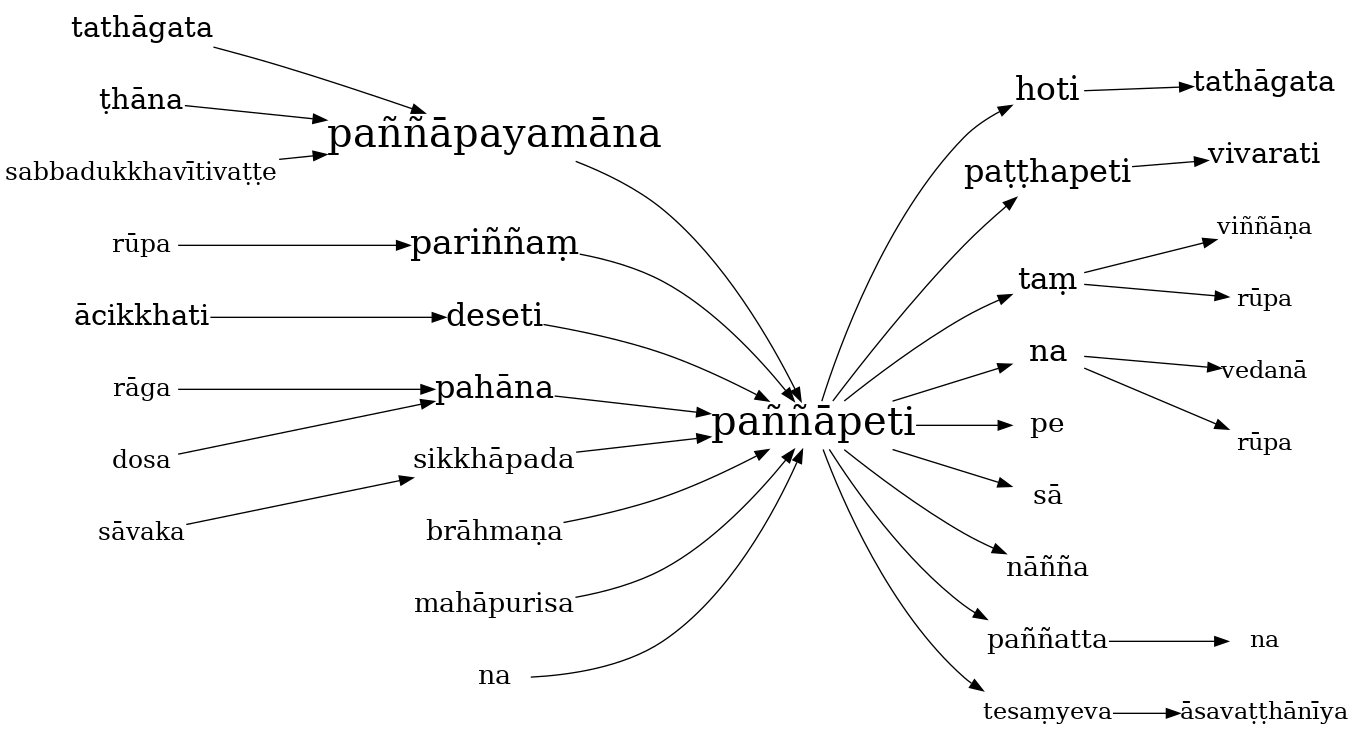 tathāgata
ṭhāna
sabbadukkhavītivaṭṭe
rūpa
ācikkhati
rāga
dosa
sāvaka
paññāpayamāna
pariññaṃ
deseti
pahāna
sikkhāpada
brāhmaṇa
mahāpurisa
na
paññāpeti
hoti
paṭṭhapeti
taṃ
na
pe
sā
nāñña
paññatta
tesaṃyeva
tathāgata
vivarati
viññāṇa
rūpa
vedanā
rūpa
na
āsavaṭṭhānīya